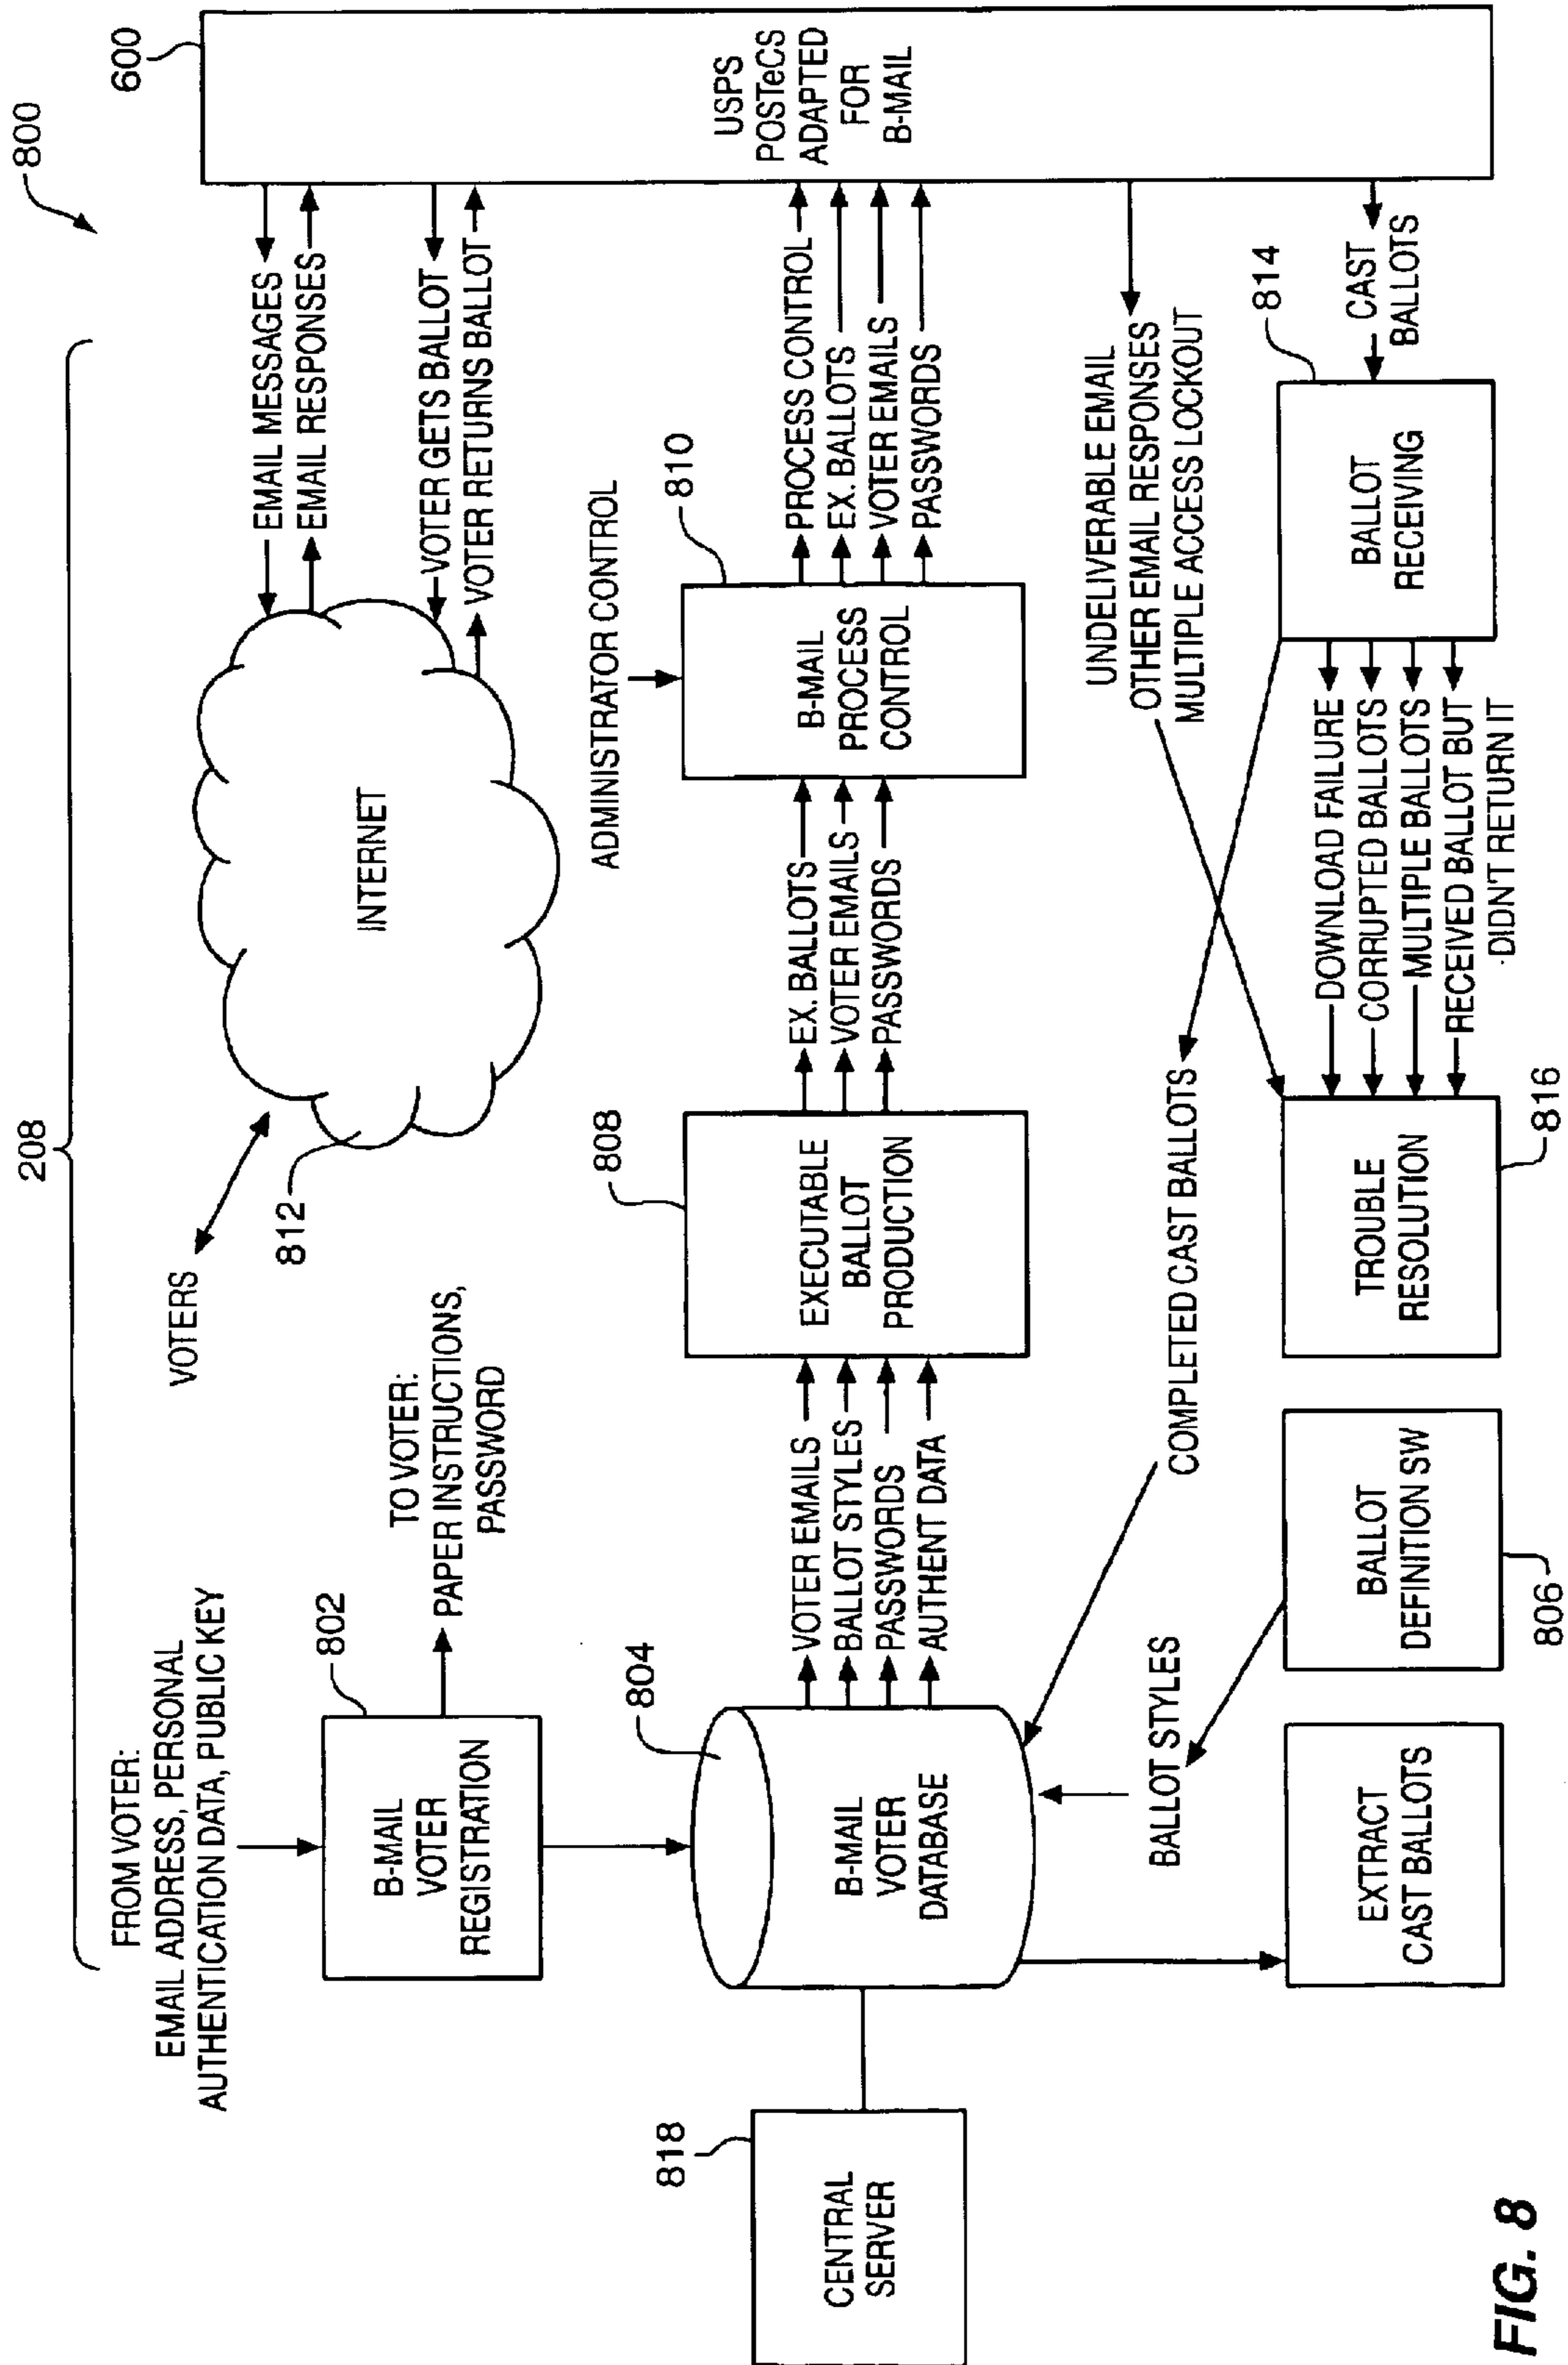 800
208
FROM VOTER:
EMAIL ADDRESS, PERSONAL
AUTHENTICATION DATA, PUBLIC KEY
802
B-MAIL
VOTER
REGISTRATION
TO VOTER:
PAPER INSTRUCTIONS,
PASSWORD
VOTERS
812
INTERNET
EMAIL MESSAGES
EMAIL RESPONSES
VOTER GETS BALLOT
VOTER RETURNS BALLOT
600
USPS
POSTeCS
ADAPTED
FOR
B-MAIL
818
CENTRAL
SERVER
804
B-MAIL
VOTER
DATABASE
VOTER EMAILS
BALLOT STYLES
PASSWORDS
AUTHENT DATA
808
EXECUTABLE
BALLOT
PRODUCTION
EX. BALLOTS
VOTER EMAILS
PASSWORDS
ADMINISTRATOR CONTROL
810
B-MAIL
PROCESS
CONTROL
PROCESS CONTROL
EX. BALLOTS
VOTER EMAILS
PASSWORDS
UNDELIVERABLE EMAIL
OTHER EMAIL RESPONSES
MULTIPLE ACCESS LOCKOUT
BALLOT STYLES
COMPLETED CAST BALLOTS
EXTRACT
CAST BALLOTS
BALLOT
DEFINITION SW
806
TROUBLE
RESOLUTION
816
DOWNLOAD FAILURE
CORRUPTED BALLOTS
MULTIPLE BALLOTS
RECEIVED BALLOT BUT
DIDN'T RETURN IT
814
BALLOT
RECEIVING
CAST
BALLOTS
FIG. 8